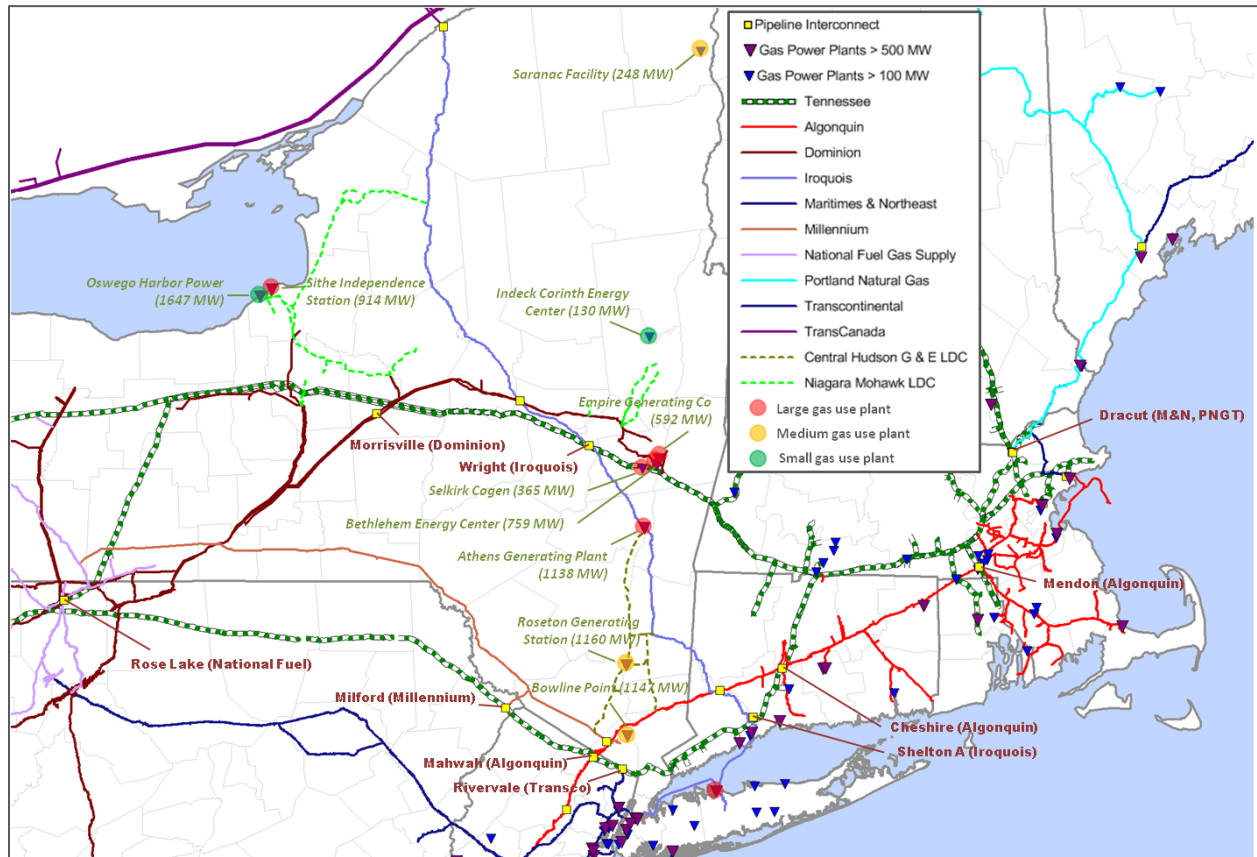 Pipeline Interconnect
Gas Power Plants > 500 MW
Gas Power Plants > 100 MW
Tennessee
Algonquin
Dominion
Iroquois
Maritimes & Northeast
Millennium
National Fuel Gas Supply
Portland Natural Gas
Transcontinental
TransCanada
Central Hudson G & E LDC
Niagara Mohawk LDC
Large gas use plant
Medium gas use plant
Small gas use plant
Saranac Facility (248 MW)
Oswego Harbor Power
(1647 MW)
Sithe Independence
Station (914 MW)
Indeck Corinth Energy
Center (130 MW)
Empire Generating Co
(592 MW)
Morrisville (Dominion)
Wright (Iroquois)
Selkirk Cogen (365 MW)
Bethlehem Energy Center (759 MW)
Athens Generating Plant
(1138 MW)
Dracut (M&N, PNGT)
Mendon (Algonquin)
Roseton Generating
Station (1160 MW)
Rose Lake (National Fuel)
Bowline Point (1147 MW)
Milford (Millennium)
Cheshire (Algonquin)
Shelton A (Iroquois)
Mahwah (Algonquin)
Rivervale (Transco)